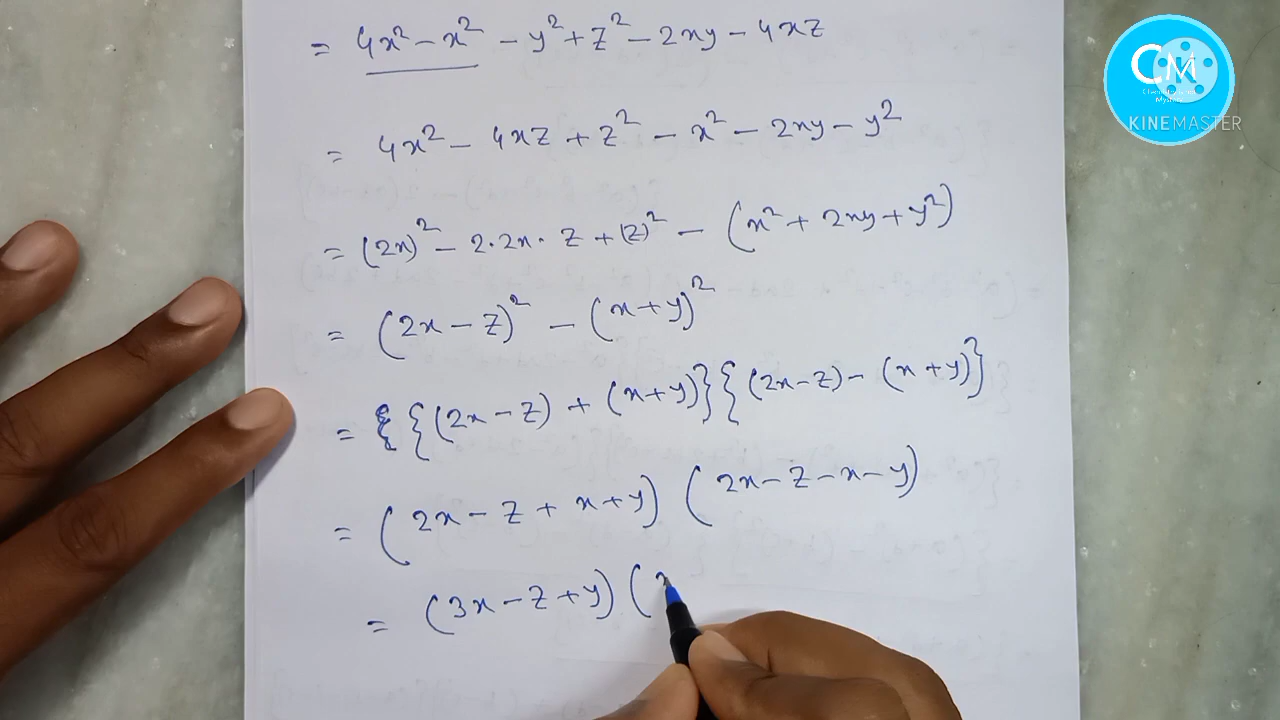 = 4x² - x² - y² + z² - 2xy - 4xz
= 4x² - 4xz + z² - x² - 2xy - y²
= (2x)² - 2·2x· z + (z)² - (x² + 2xy + y²)
= (2x - z)² - (x + y)²
= { {(2x - z) + (x+y)} {(2x - z) - (x + y)}
= (2x - z + x + y) (2x - z - x - y)
= (3x - z + y) (
CM
KINEMASTER